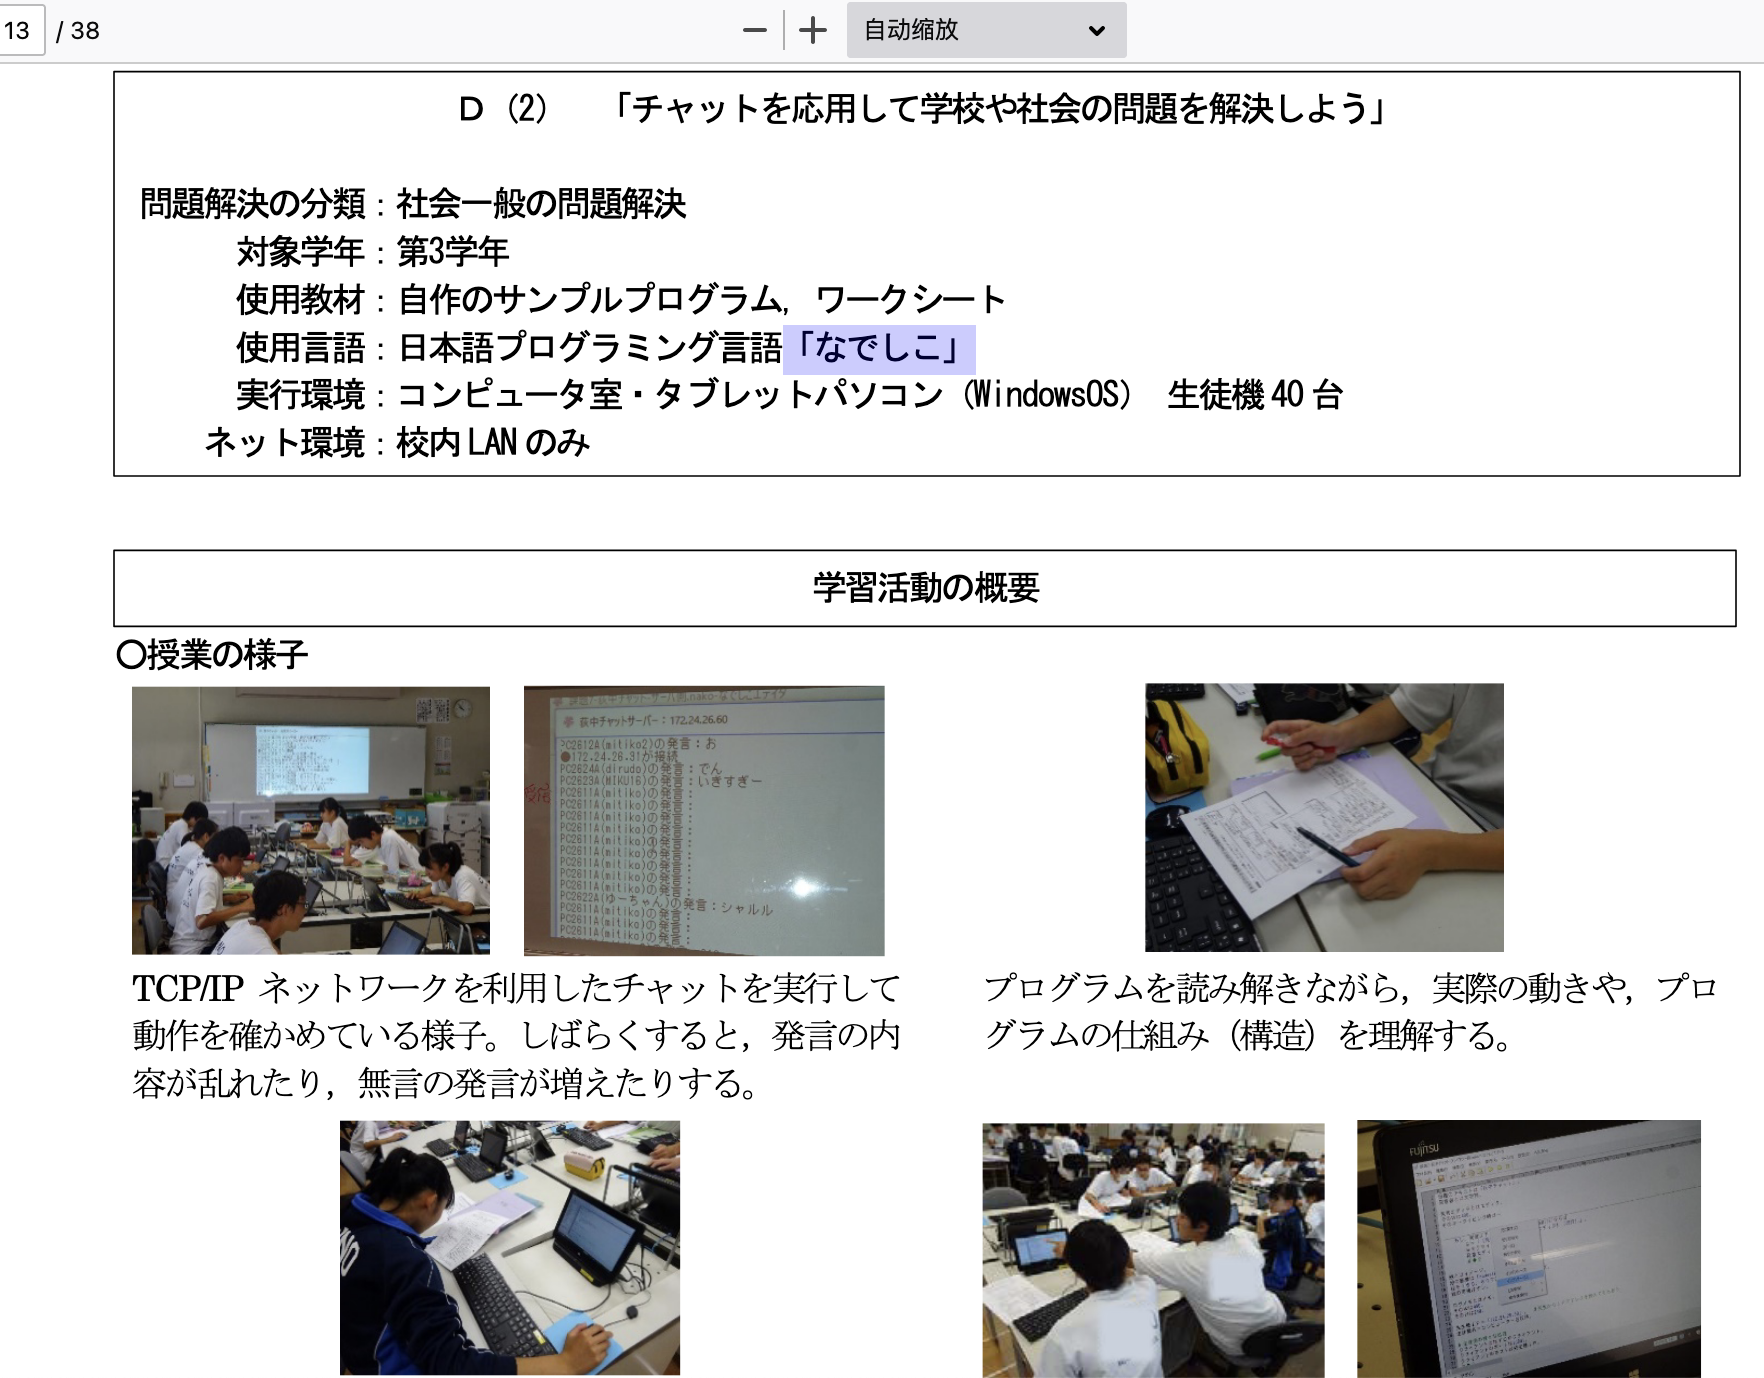 13 / 38
自动缩放
D（2）　「チャットを応用して学校や社会の問題を解決しよう」
問題解決の分類：社会一般の問題解決
対象学年：第3学年
使用教材：自作のサンプルプログラム，ワークシート
使用言語：日本語プログラミング言語「なでしこ」
実行環境：コンピュータ室・タブレットパソコン（WindowsOS）　生徒機 40 台
ネット環境：校内 LAN のみ
学習活動の概要
〇授業の様子
荻中チャットサーバー：172.24.26.60
PC2612A(mitiko2)の発言：お
●172.24.26.31が接続
PC2624A(dirudo)の発言：でん
PC2623A(MIKU16)の発言：いきすぎー
PC2611A(mitiko)の発言：
PC2611A(mitiko)の発言：
PC2611A(mitiko)の発言：
PC2611A(mitiko)の発言：
PC2611A(mitiko)の発言：
PC2611A(mitiko)の発言：
PC2611A(mitiko)の発言：
PC2611A(mitiko)の発言：
PC2611A(mitiko)の発言：
PC2622A(ゆーちゃん)の発言：シャルル
PC2611A(mitiko)の発言：
PC2611A(mitiko)の発言：
PC2611A(mitiko)の発言：
TCP/IP ネットワークを利用したチャットを実行して
動作を確かめている様子。しばらくすると，発言の内
容が乱れたり，無言の発言が増えたりする。
プログラムを読み解きながら，実際の動きや，プロ
グラムの仕組み（構造）を理解する。
FUJITSU